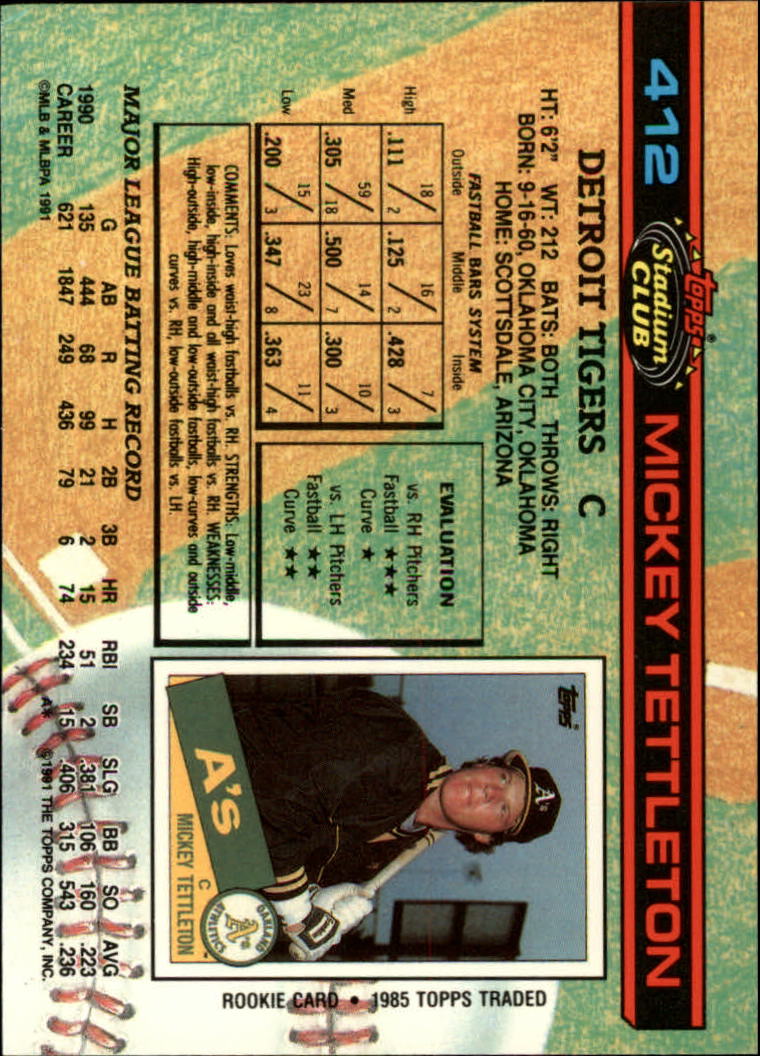 412
Topps®
Stadium
CLUB
MICKEY TETTLETON
DETROIT TIGERS C
HT: 6'2" WT: 212 BATS: BOTH THROWS: RIGHT
BORN: 9-16-60, OKLAHOMA CITY, OKLAHOMA
HOME: SCOTTSDALE, ARIZONA
FASTBALL BARS SYSTEM
Outside Middle Inside
High .111 18/2 .125 16/2 .428 7/3
Med .305 59/18 .500 14/7 .300 10/3
Low .200 15/3 .347 23/8 .363 11/4
EVALUATION
vs. RH Pitchers
Fastball ★★★
Curve ★
vs. LH Pitchers
Fastball ★★
Curve ★★
COMMENTS: Loves waist-high fastballs vs. RH. STRENGTHS: Low-middle,
low-inside, high-inside and all waist-high fastballs vs. RH. WEAKNESSES:
High-outside, high-middle and low-outside fastballs, low-curves and outside
curves vs. RH, low-outside fastballs vs. LH.
topps
A's
A's
C
MICKEY TETTLETON
OAKLAND
A's
ATHLETICS
ROOKIE CARD • 1985 TOPPS TRADED
MAJOR LEAGUE BATTING RECORD
G AB R H 2B 3B HR RBI SB SLG BB SO AVG
1990 135 444 68 99 21 2 15 51 2 .381 106 160 .223
CAREER 621 1847 249 436 79 6 74 234 15 .406 315 543 .236
©MLB & MLBPA 1991 A* ©1991 THE TOPPS COMPANY, INC.